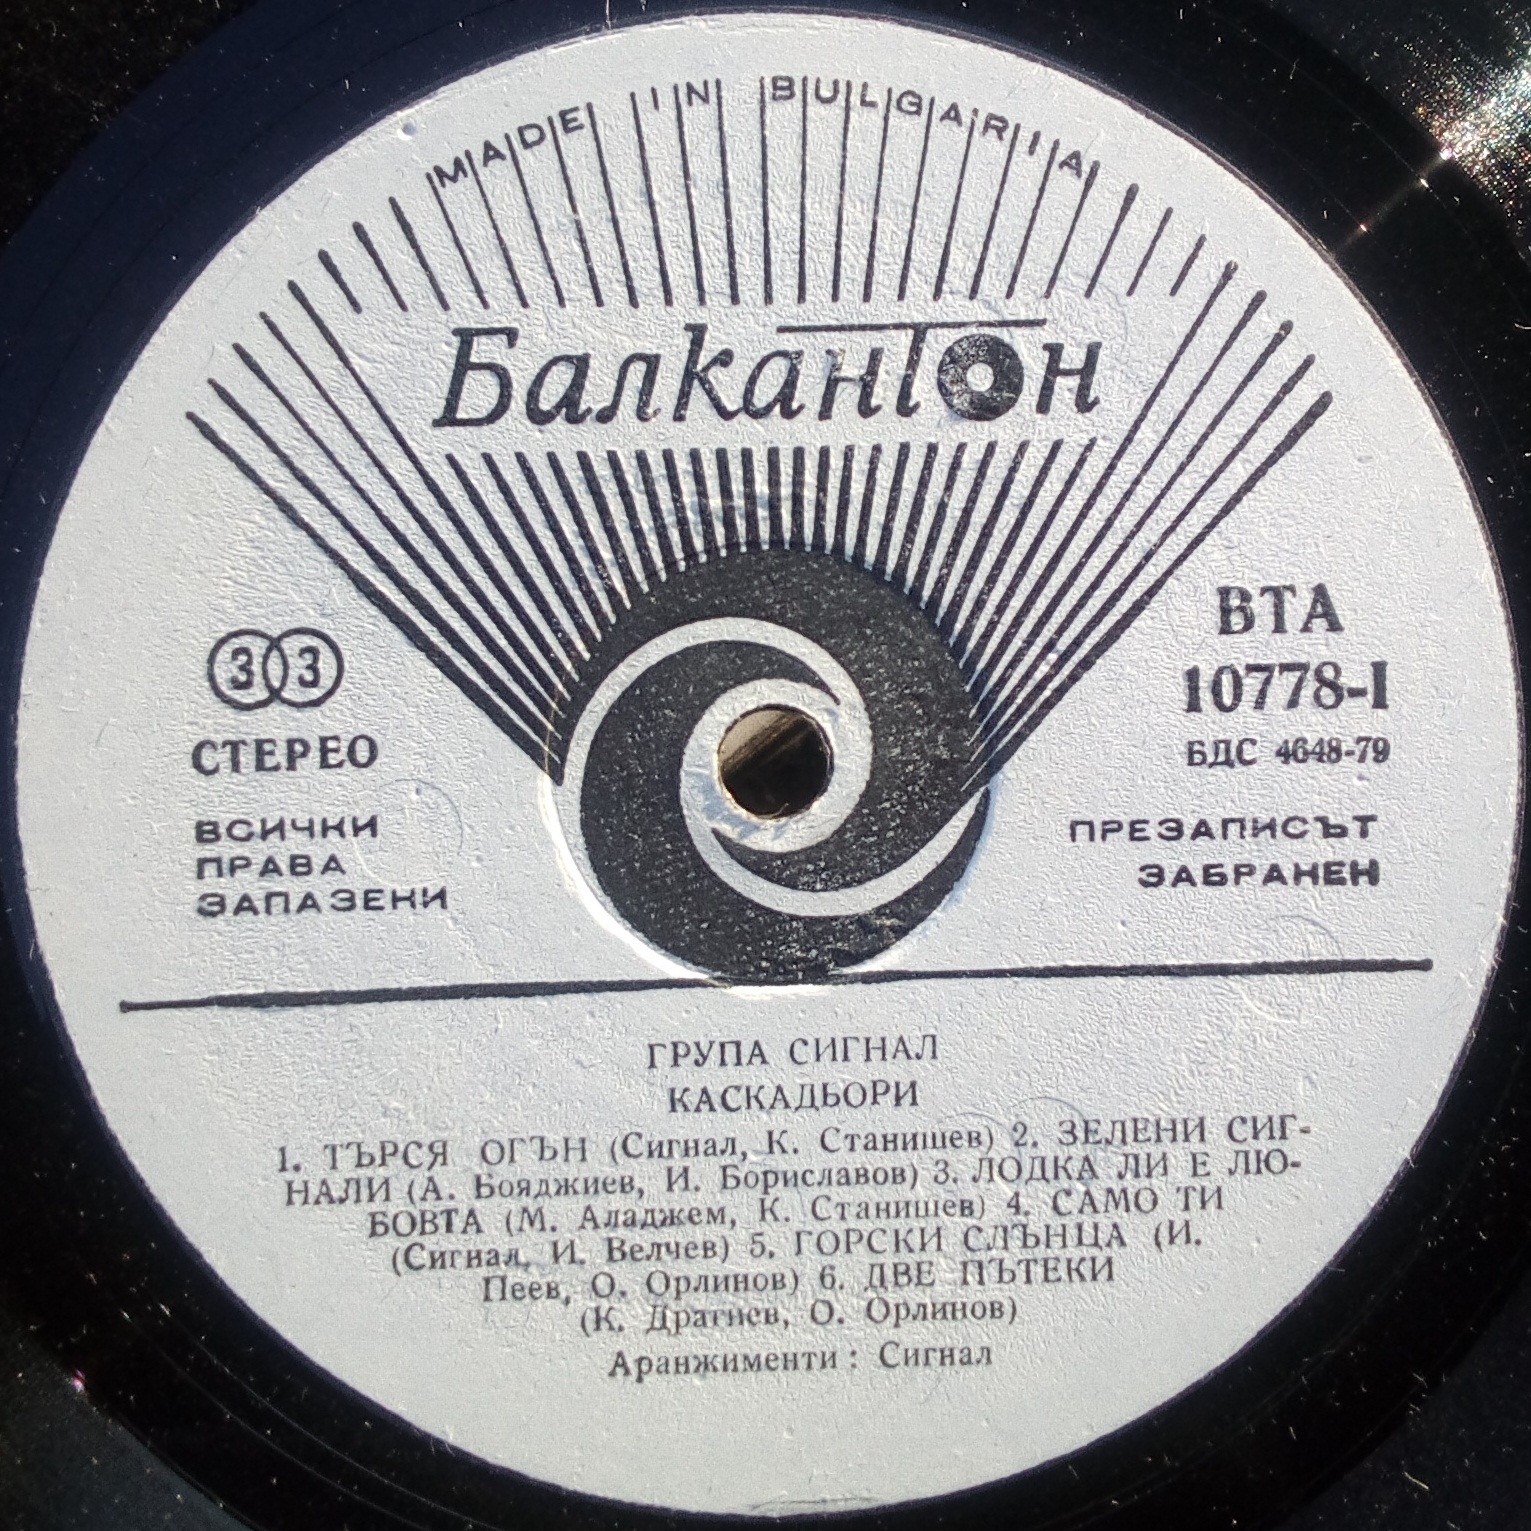 MADE IN BULGARIA
Балкантон
33
СТЕРЕО
ВСИЧКИ
ПРАВА
ЗАПАЗЕНИ
ВТА
10778-I
БДС 4648-79
ПРЕЗАПИСЪТ
ЗАБРАНЕН
ГРУПА СИГНАЛ
КАСКАДЬОРИ
1. ТЪРСЯ ОГЪН (Сигнал, К. Станишев) 2. ЗЕЛЕНИ СИГ-
НАЛИ (А. Бояджиев, И. Бориславов) 3. ЛОДКА ЛИ Е ЛЮ-
БОВТА (М. Аладжем, К. Станишев) 4. САМО ТИ
(Сигнал, И. Велчев) 5. ГОРСКИ СЛЪНЦА (И.
Пеев, О. Орлинов) 6. ДВЕ ПЪТЕКИ
(К. Драгнев, О. Орлинов)
Аранжименти: Сигнал